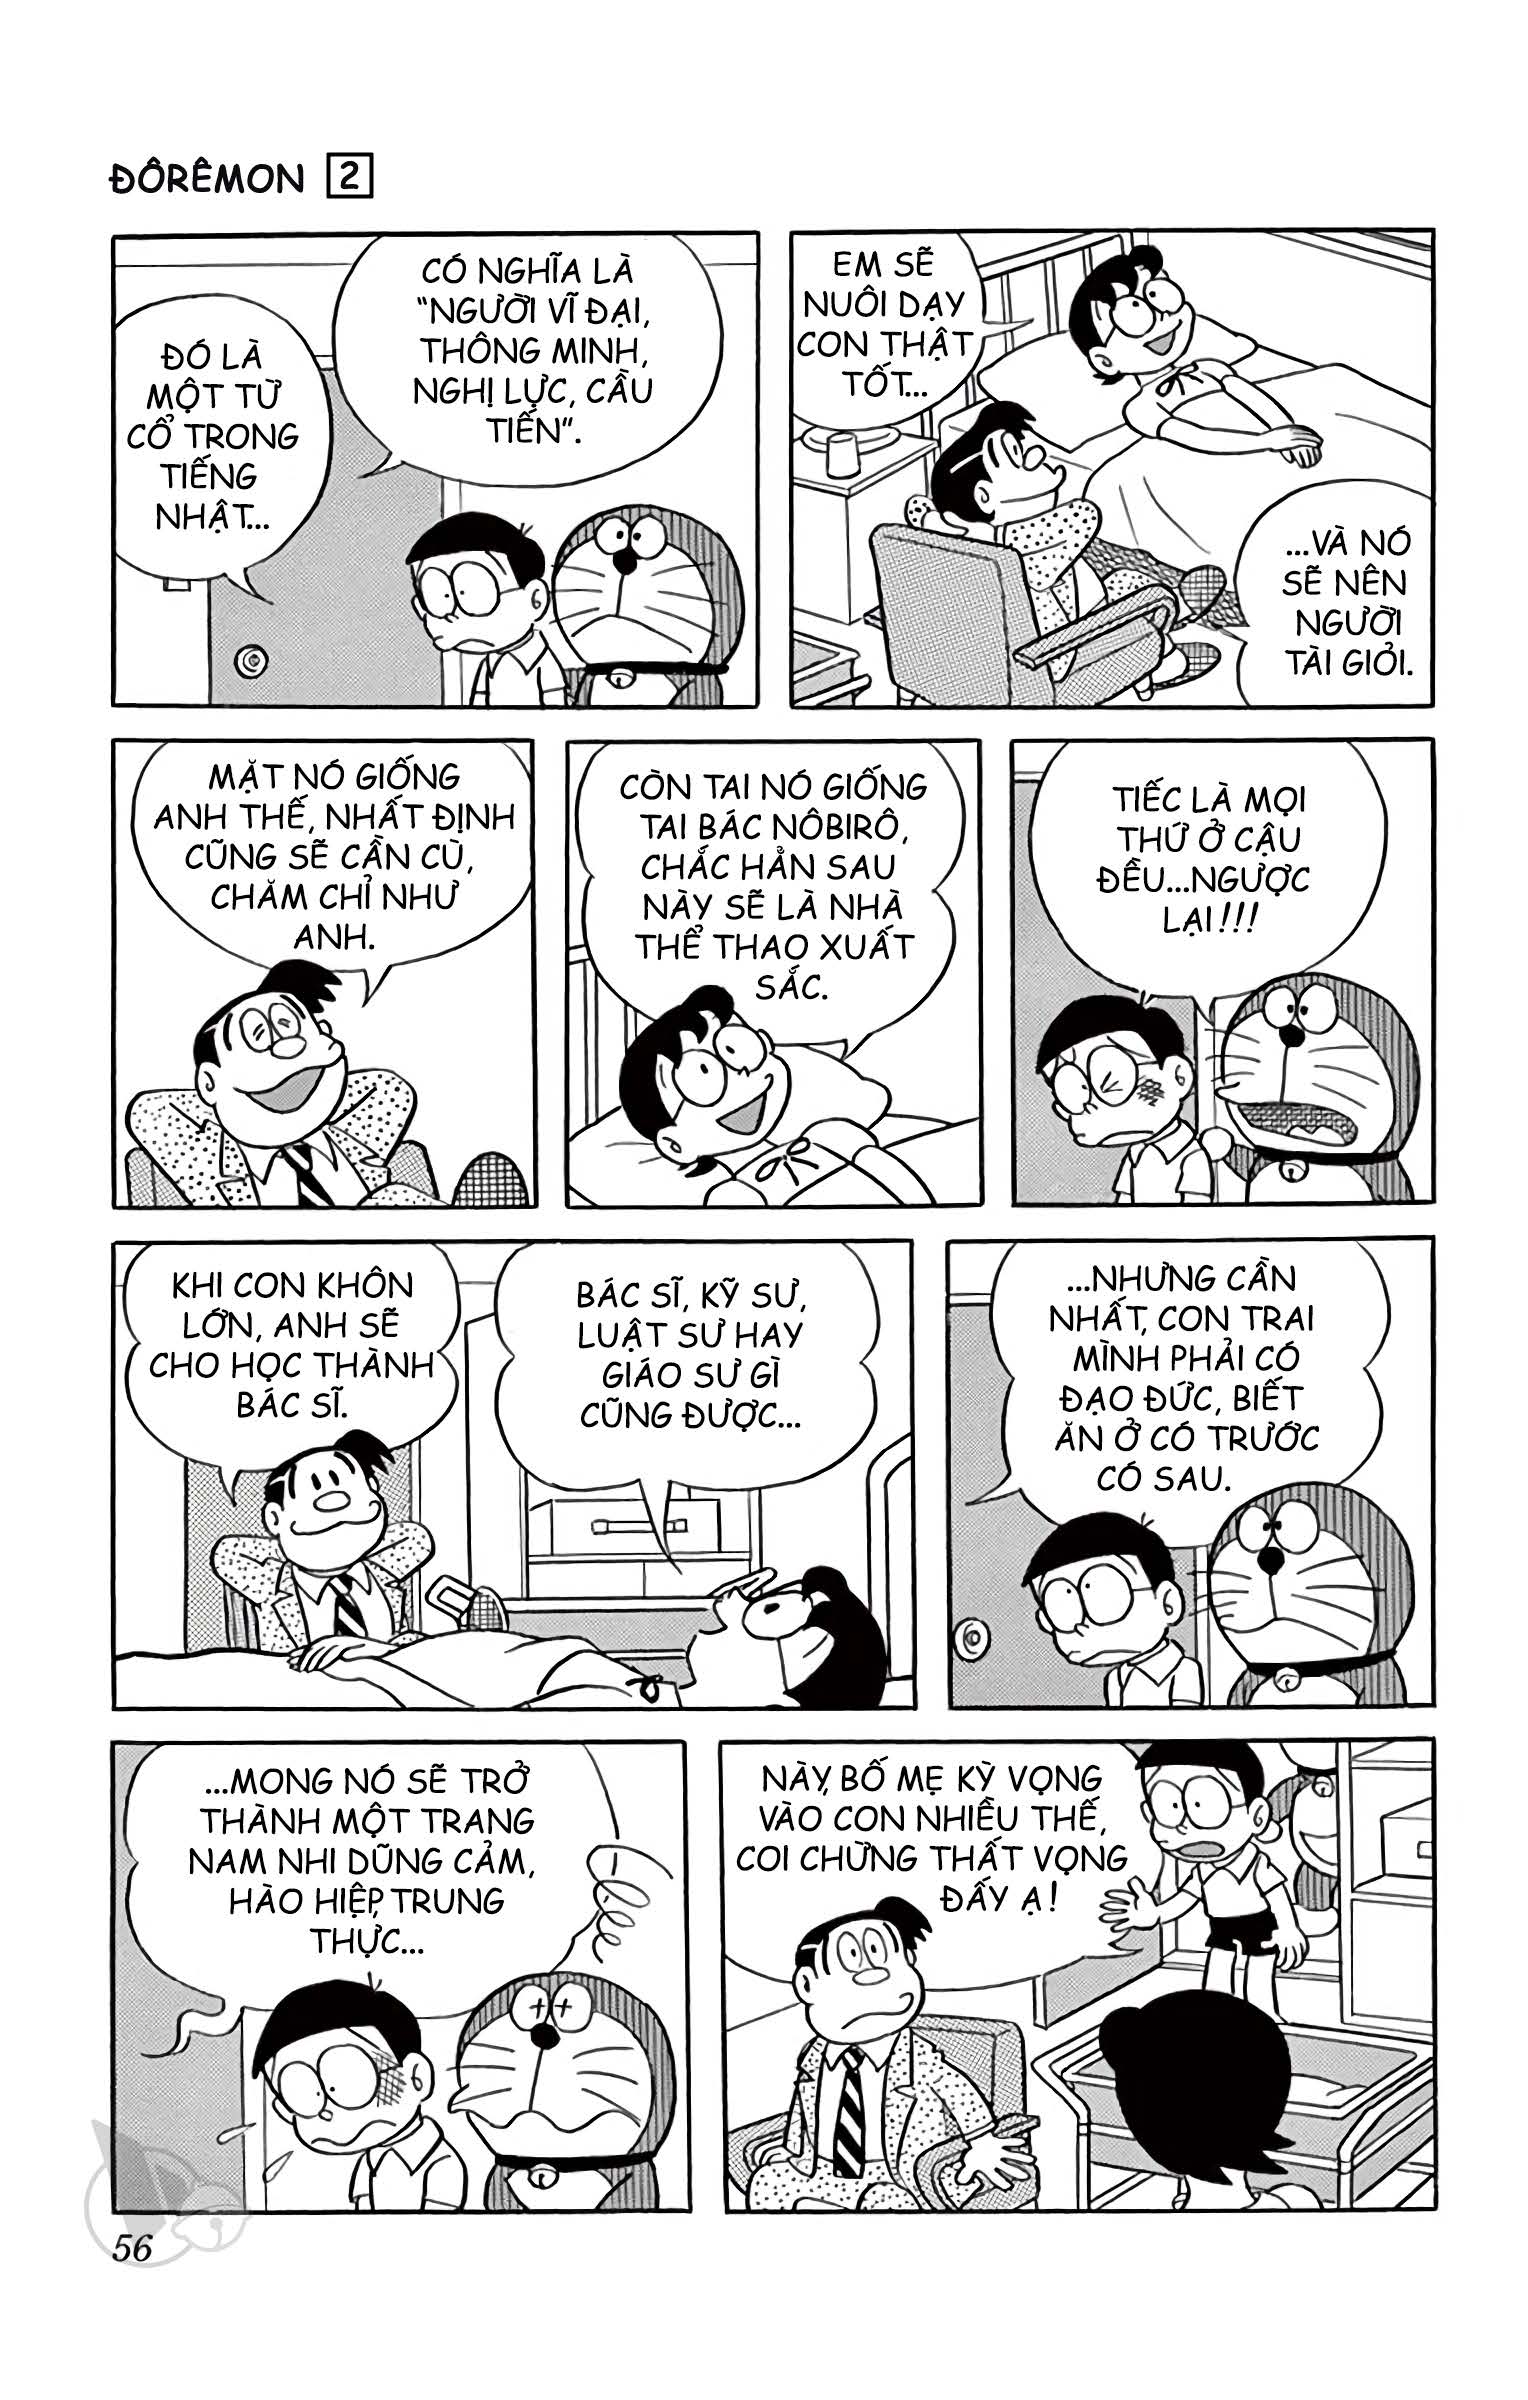 ĐÔRÊMON 2
ĐÓ LÀ
MỘT TỪ
CỔ TRONG
TIẾNG
NHẬT...
CÓ NGHĨA LÀ
"NGƯỜI VĨ ĐẠI,
THÔNG MINH,
NGHỊ LỰC, CẦU
TIẾN".
EM SẼ
NUÔI DẠY
CON THẬT
TỐT...
...VÀ NÓ
SẼ NÊN
NGƯỜI
TÀI GIỎI.
MẶT NÓ GIỐNG
ANH THẾ, NHẤT ĐỊNH
CŨNG SẼ CẦN CÙ,
CHĂM CHỈ NHƯ
ANH.
CÒN TAI NÓ GIỐNG
TAI BÁC NÔBIRÔ,
CHẮC HẲN SAU
NÀY SẼ LÀ NHÀ
THỂ THAO XUẤT
SẮC.
TIẾC LÀ MỌI
THỨ Ở CẬU
ĐỀU...NGƯỢC
LẠI!!!
KHI CON KHÔN
LỚN, ANH SẼ
CHO HỌC THÀNH
BÁC SĨ.
BÁC SĨ, KỸ SƯ,
LUẬT SƯ HAY
GIÁO SƯ GÌ
CŨNG ĐƯỢC...
...NHƯNG CẦN
NHẤT, CON TRAI
MÌNH PHẢI CÓ
ĐẠO ĐỨC, BIẾT
ĂN Ở CÓ TRƯỚC
CÓ SAU.
...MONG NÓ SẼ TRỞ
THÀNH MỘT TRANG
NAM NHI DŨNG CẢM,
HÀO HIỆP, TRUNG
THỰC...
NÀY, BỐ MẸ KỲ VỌNG
VÀO CON NHIỀU THẾ,
COI CHỪNG THẤT VỌNG
ĐẤY Ạ!
56